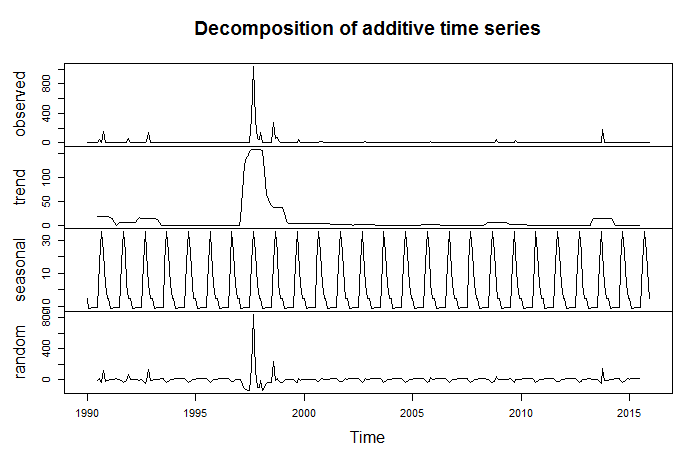 Decomposition of additive time series
observed
0 400 800
trend
0 50 100
seasonal
10 30
random
0 400 800
1990 1995 2000 2005 2010 2015
Time